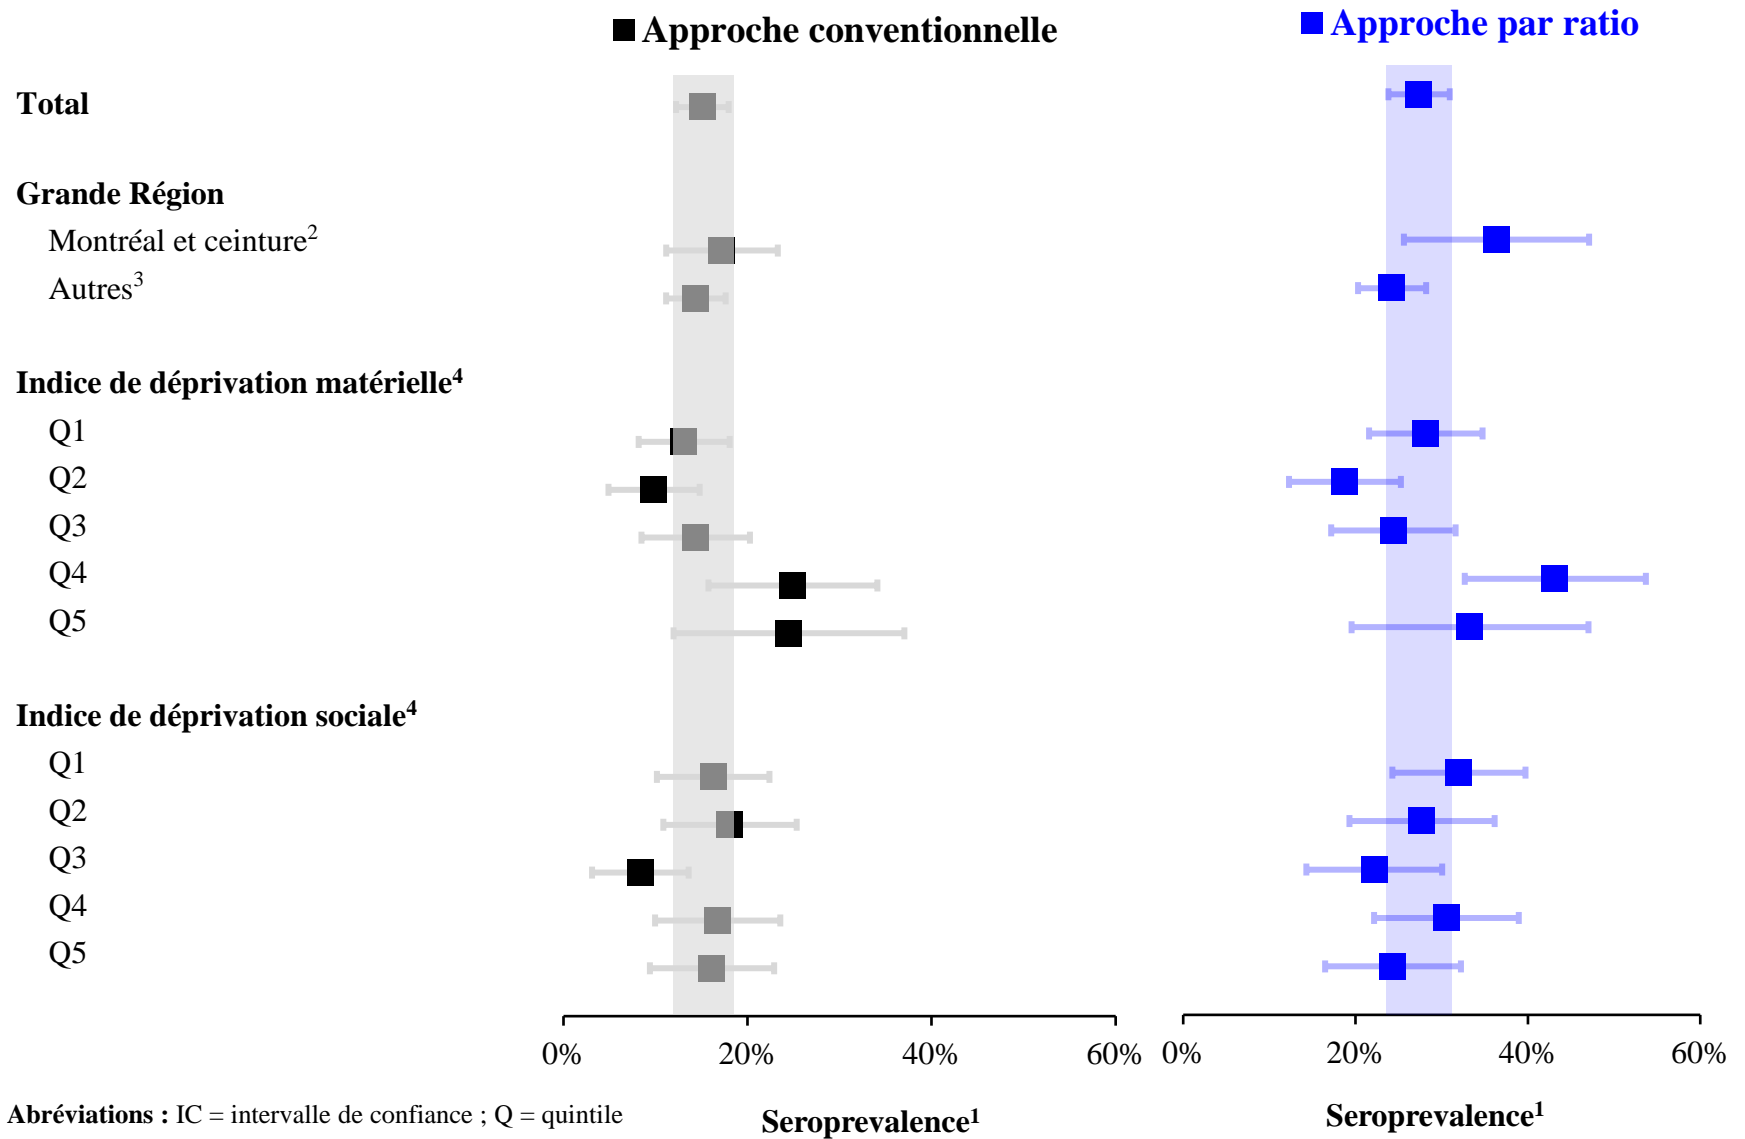 Approche conventionnelle
Approche par ratio
Total
Grande Région
Montréal et ceinture²
Autres³
Indice de déprivation matérielle⁴
Q1
Q2
Q3
Q4
Q5
Indice de déprivation sociale⁴
Q1
Q2
Q3
Q4
Q5
0% 20% 40% 60%
0% 20% 40% 60%
Abréviations : IC = intervalle de confiance ; Q = quintile
Seroprevalence¹
Seroprevalence¹